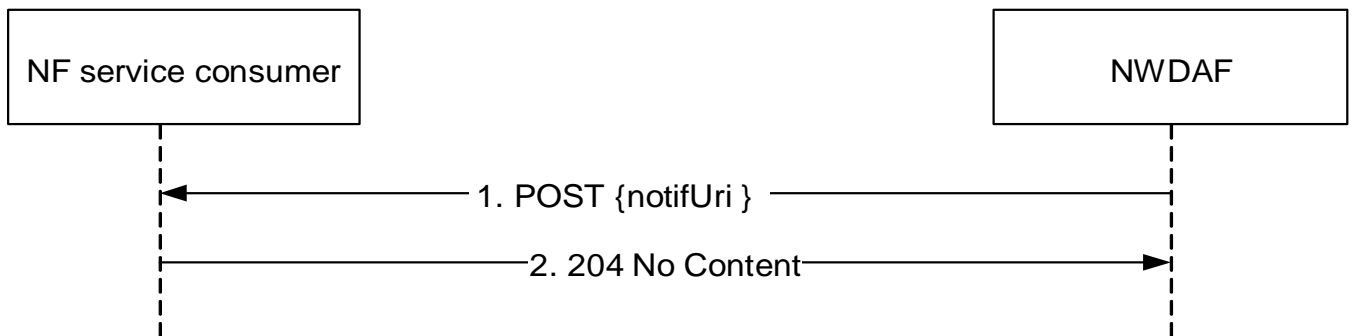 NF service consumer
NWDAF
1. POST {notifUri }
2. 204 No Content